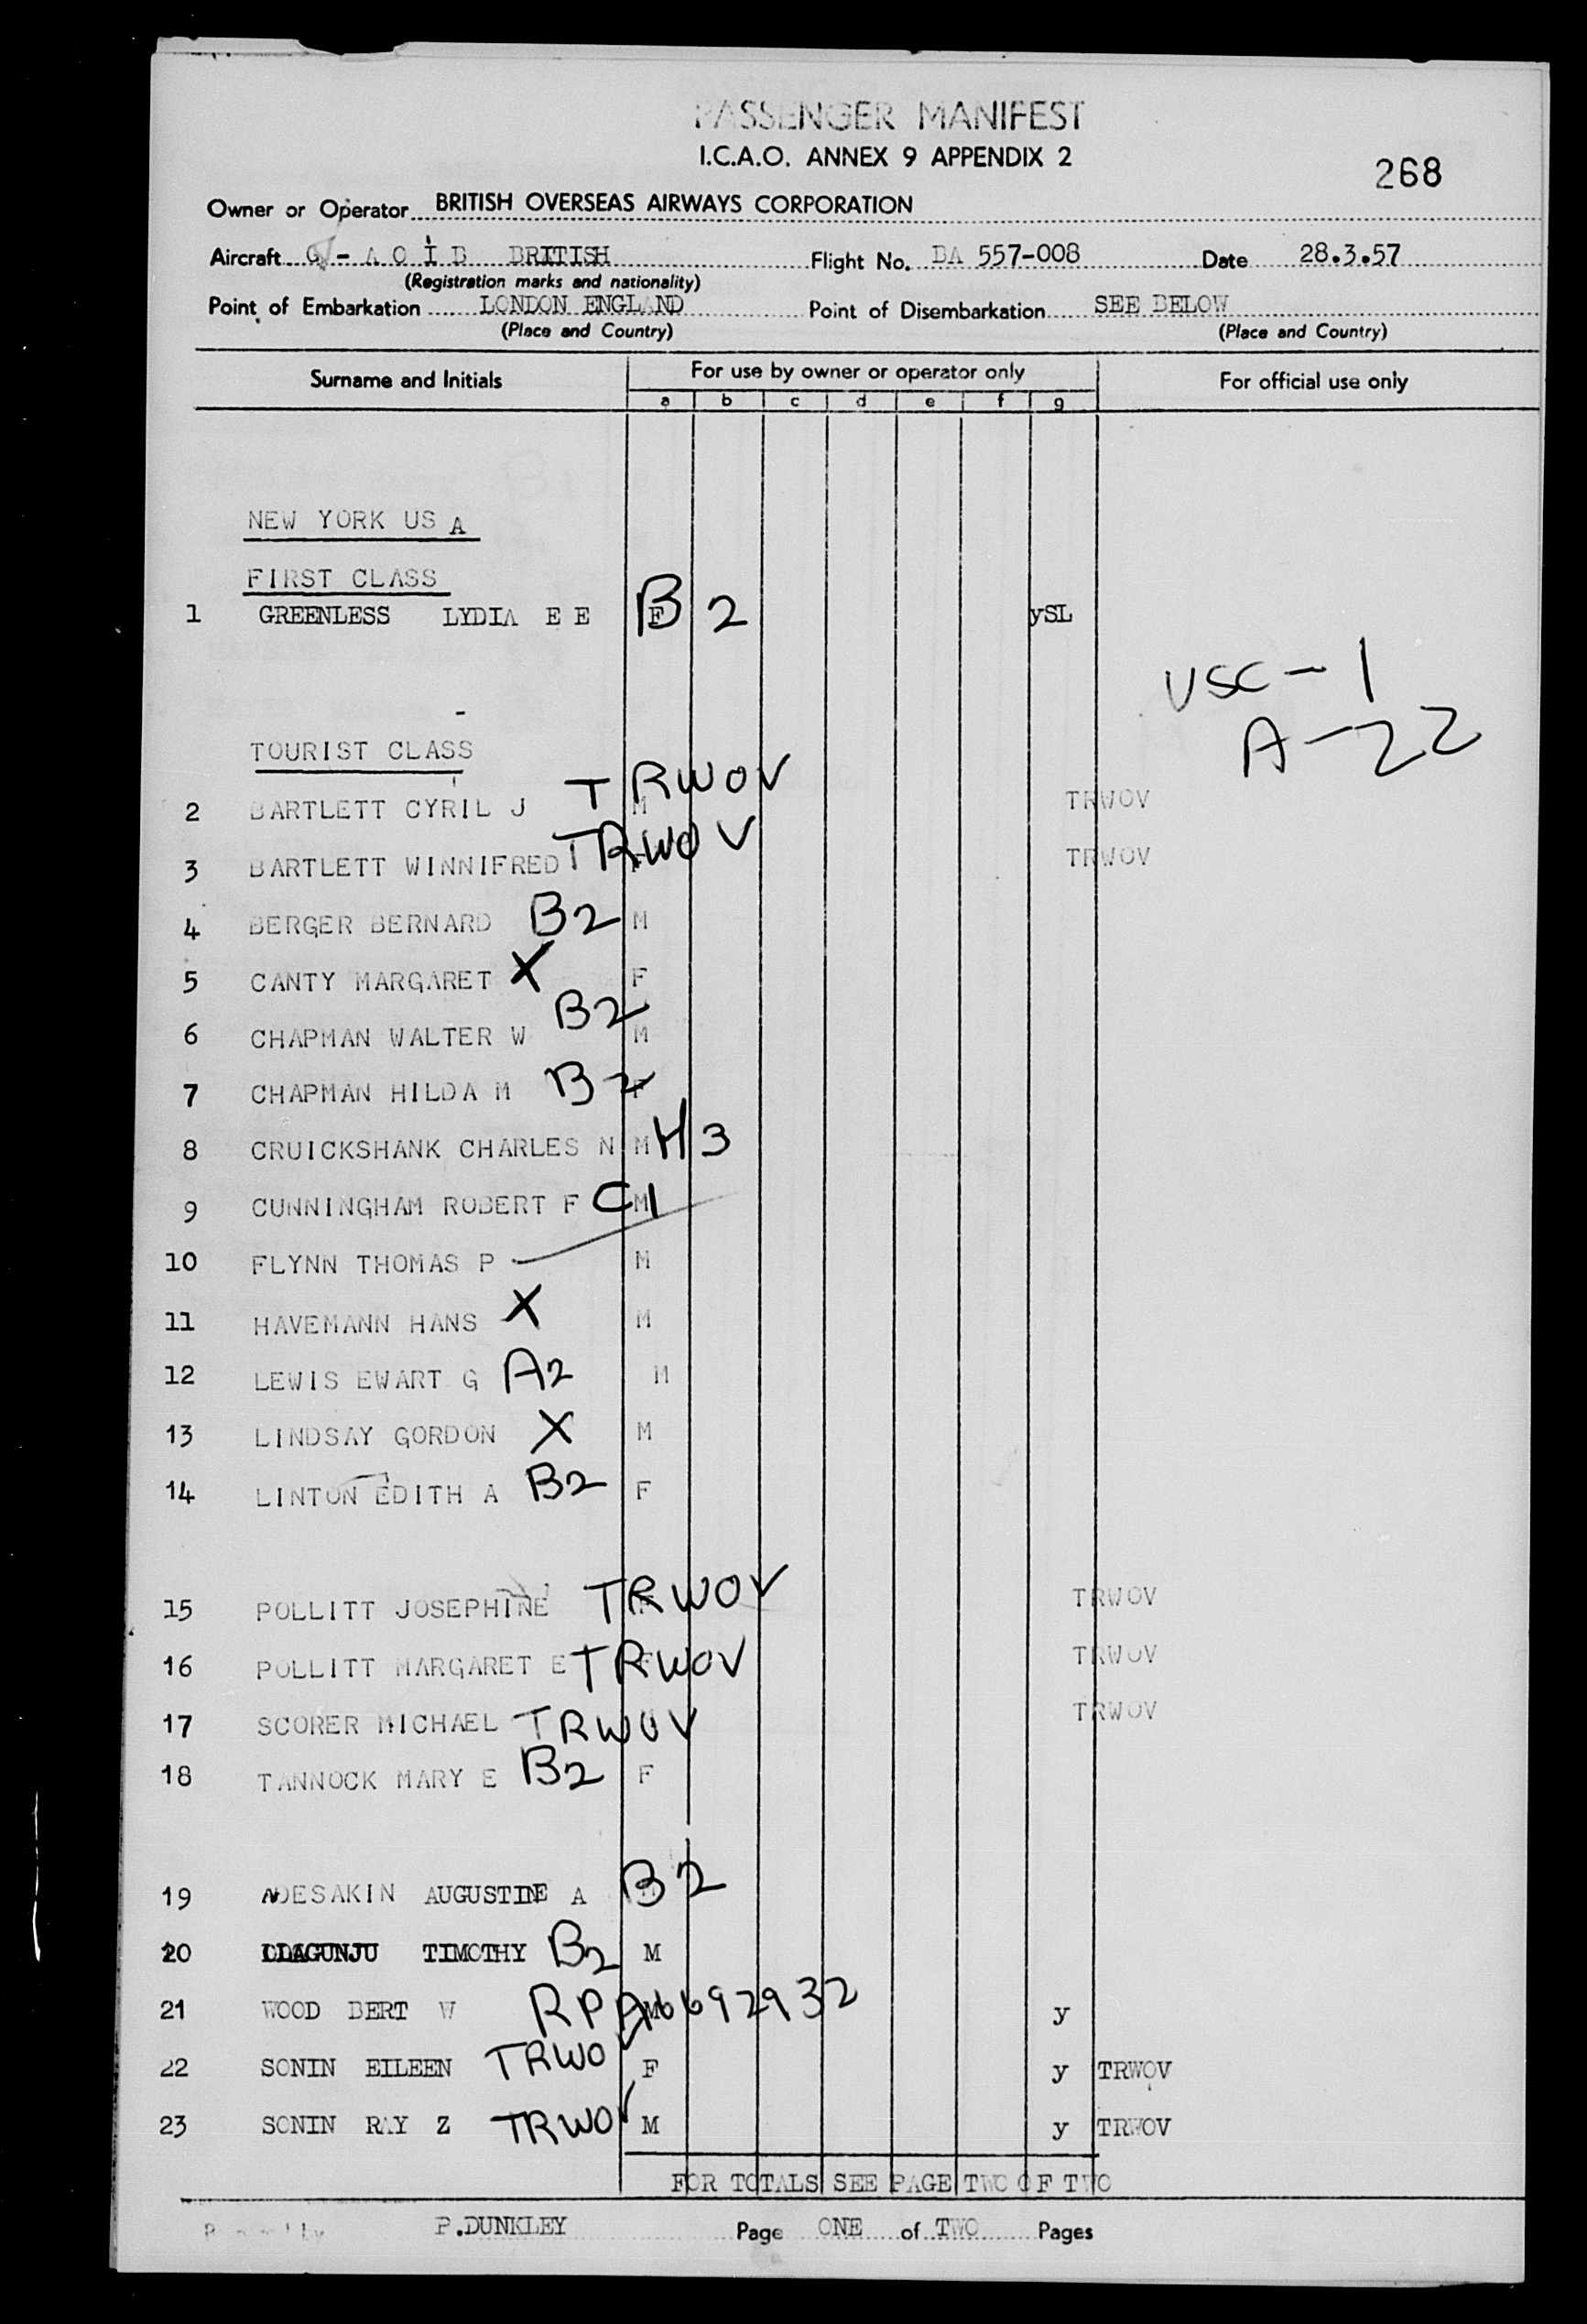 PASSENGER MANIFEST
I.C.A.O. ANNEX 9 APPENDIX 2
268
Owner or Operator BRITISH OVERSEAS AIRWAYS CORPORATION
Aircraft G - A O I B BRITISH Flight No. BA 557-008 Date 28.3.57
(Registration marks and nationality)
Point of Embarkation LONDON ENGLAND Point of Disembarkation SEE BELOW
(Place and Country) (Place and Country)
Surname and Initials For use by owner or operator only For official use only
a b c d e f g
NEW YORK US A
FIRST CLASS
1 GREENLESS LYDIA E E F B 2 ySL
USC - 1
A - 22
TOURIST CLASS
2 BARTLETT CYRIL J TRWOV M TRWOV
3 BARTLETT WINNIFRED TRWOV TRWOV
4 BERGER BERNARD B2 M
5 CANTY MARGARET X F
6 CHAPMAN WALTER W B2 M
7 CHAPMAN HILDA M B2 F
8 CRUICKSHANK CHARLES N M H3
9 CUNNINGHAM ROBERT F C1 M
10 FLYNN THOMAS P M
11 HAVEMANN HANS X M
12 LEWIS EWART G A2 M
13 LINDSAY GORDON X M
14 LINTON EDITH A B2 F
15 POLLITT JOSEPHINE TRWOV TRWOV
16 POLLITT MARGARET E TRWOV TRWOV
17 SCORER MICHAEL TRWOV TRWOV
18 TANNOCK MARY E B2 F
19 ADESAKIN AUGUSTINE A B2
20 TIMOTHY B2 M
21 WOOD BERT W RP A6692932 M y
22 SONIN EILEEN TRWOV F y TRWOV
23 SONIN RAY Z TRWOV M y TRWOV
FOR TOTALS SEE PAGE TWO OF TWO
P.DUNKLEY Page ONE of TWO Pages